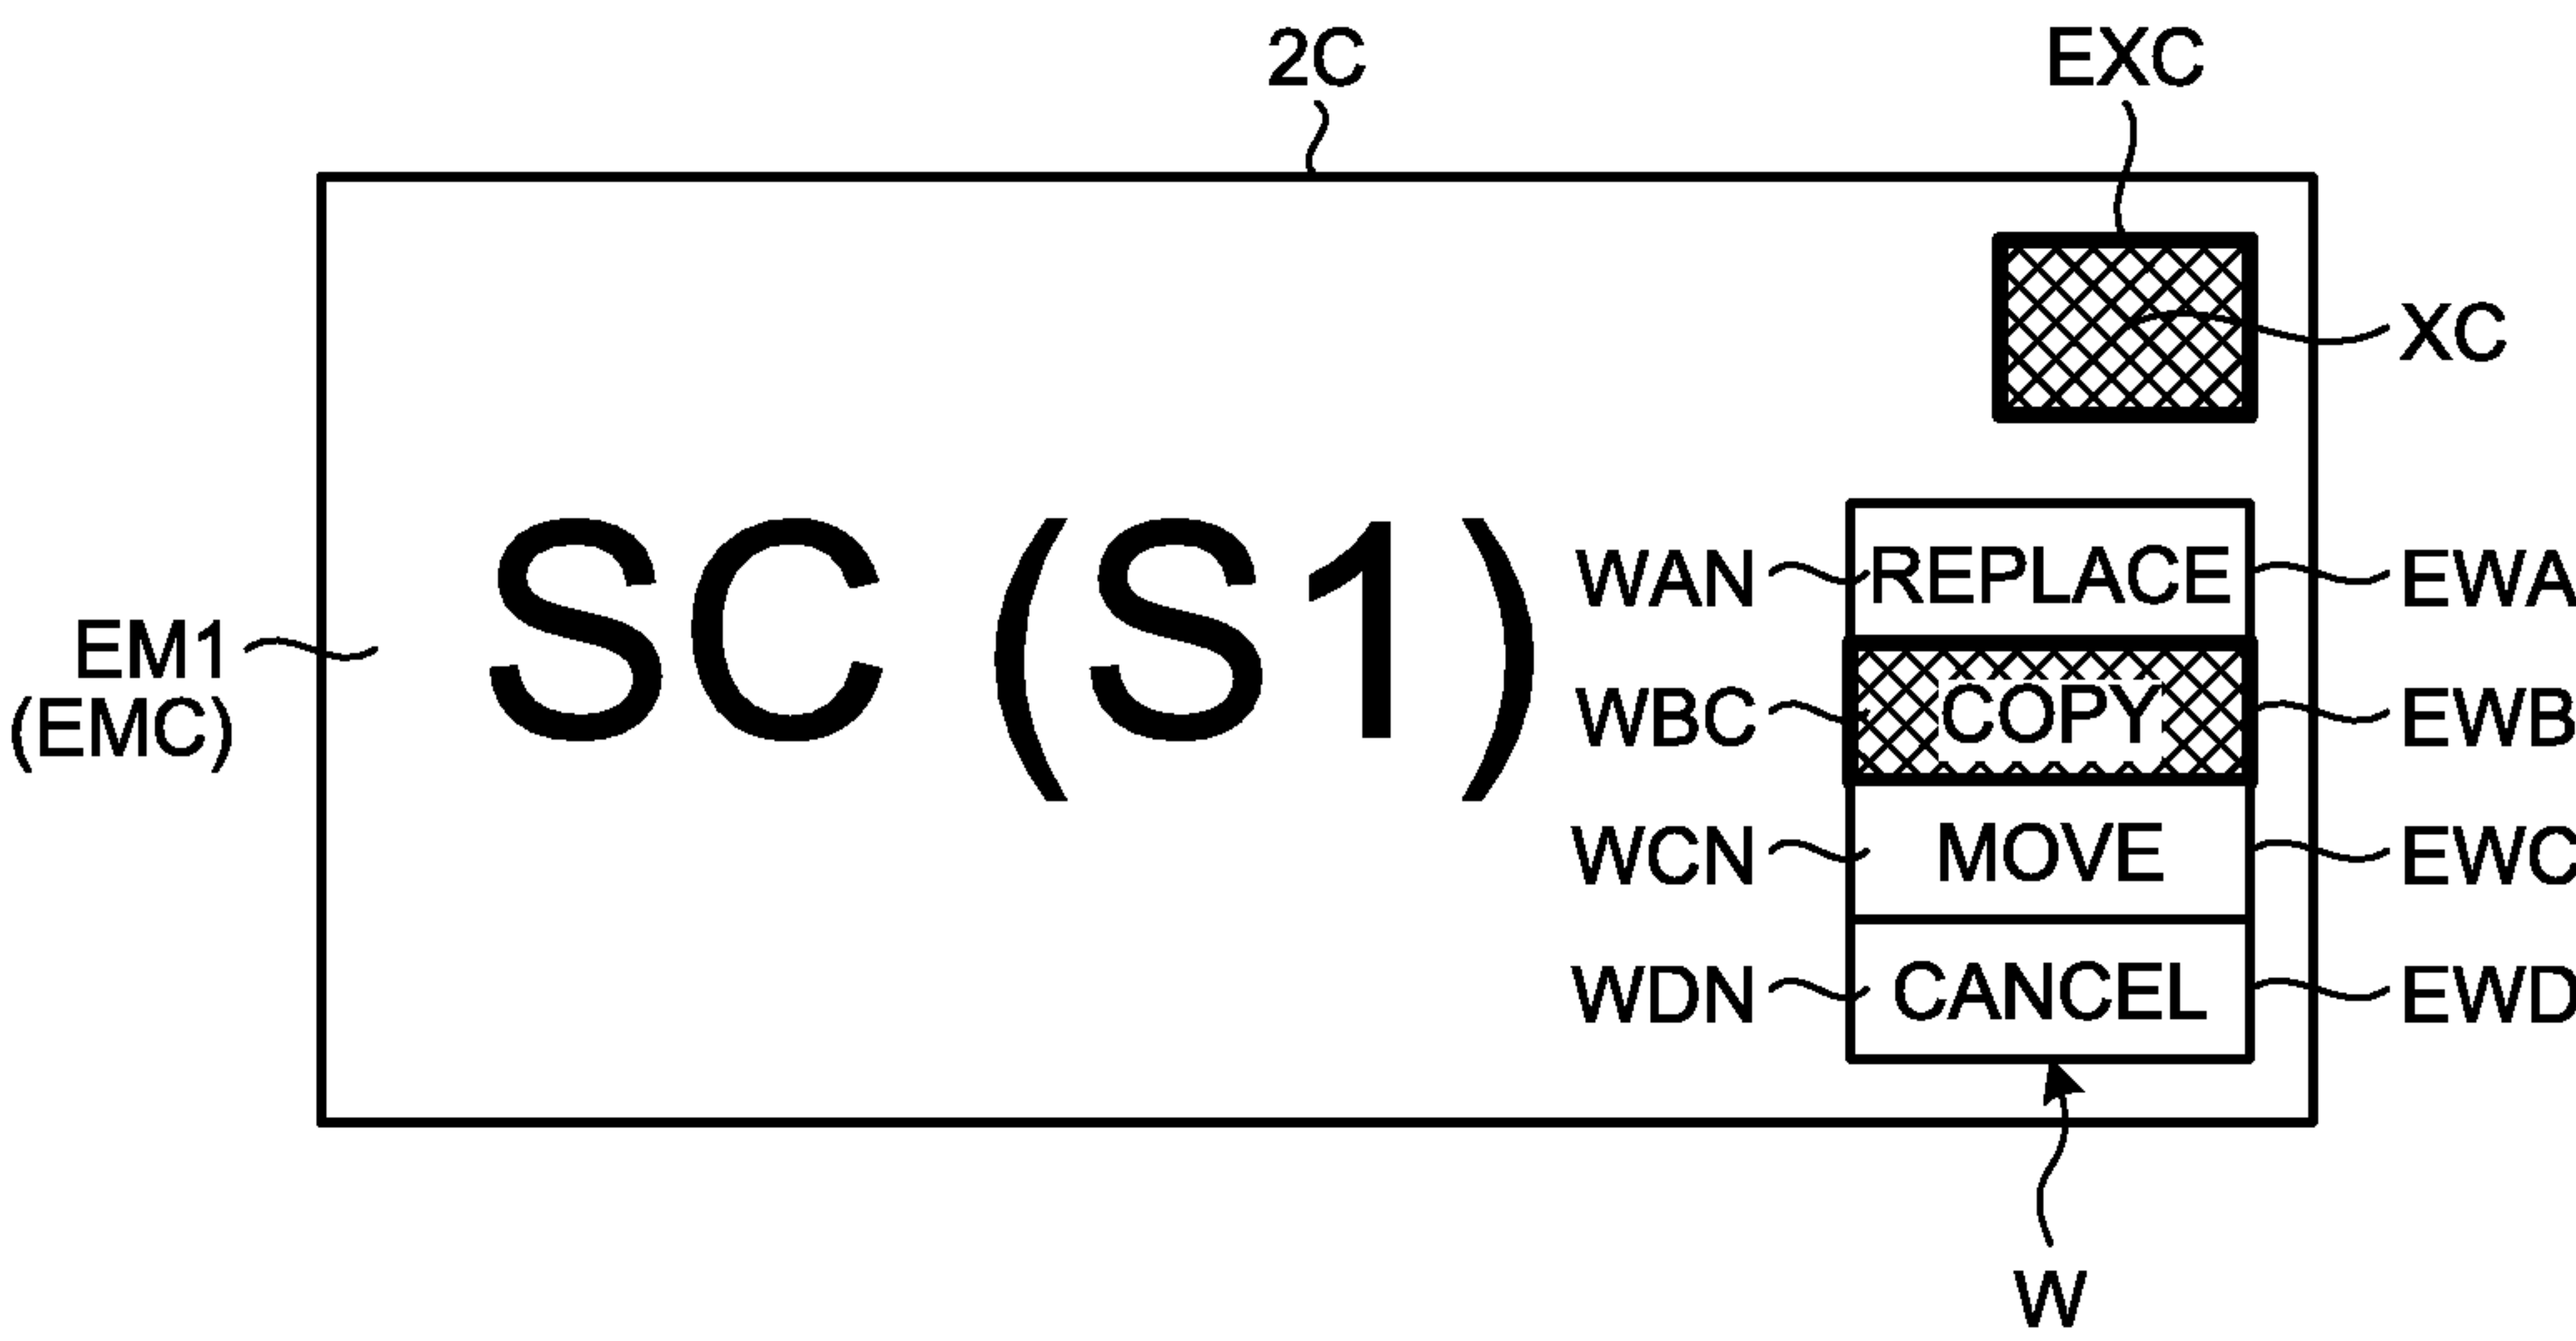 2C
EXC
XC
SC (S1)
WAN
REPLACE
EWA
EM1
(EMC)
WBC
COPY
EWB
WCN
MOVE
EWC
WDN
CANCEL
EWD
W